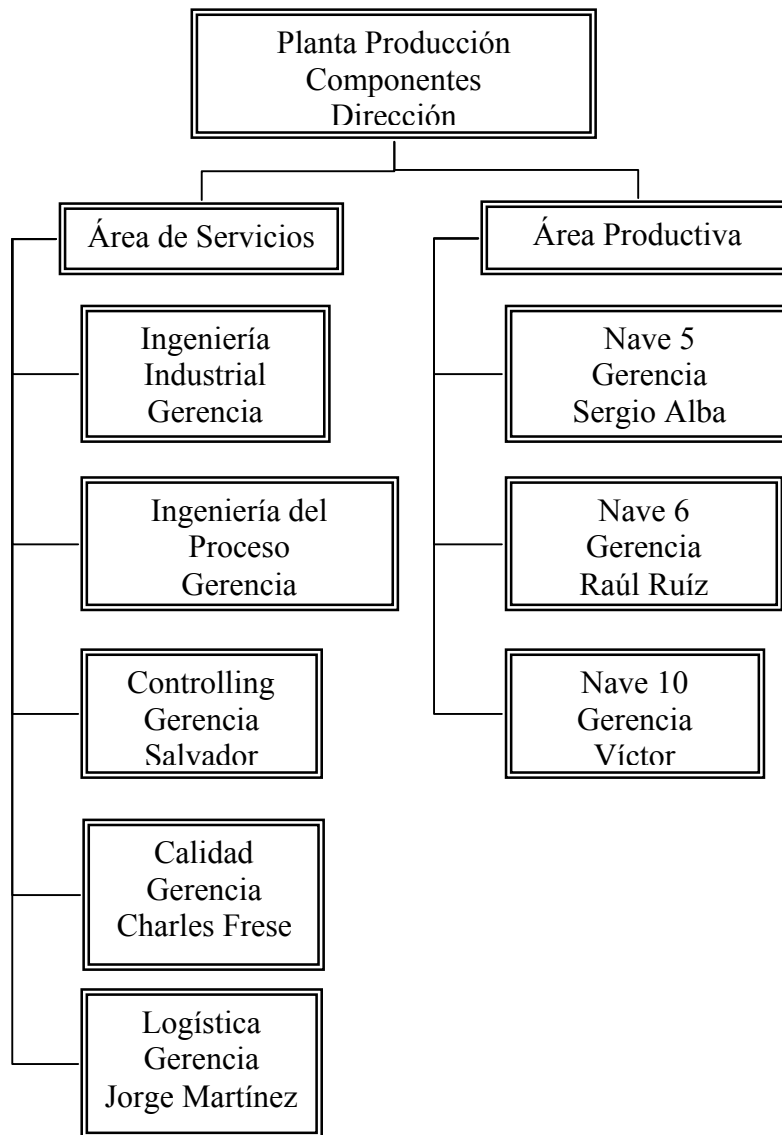 Planta Producción
Componentes
Dirección
Área de Servicios
Ingeniería
Industrial
Gerencia
Ingeniería del
Proceso
Gerencia
Controlling
Gerencia
Salvador
Calidad
Gerencia
Charles Frese
Logística
Gerencia
Jorge Martínez
Área Productiva
Nave 5
Gerencia
Sergio Alba
Nave 6
Gerencia
Raúl Ruíz
Nave 10
Gerencia
Víctor